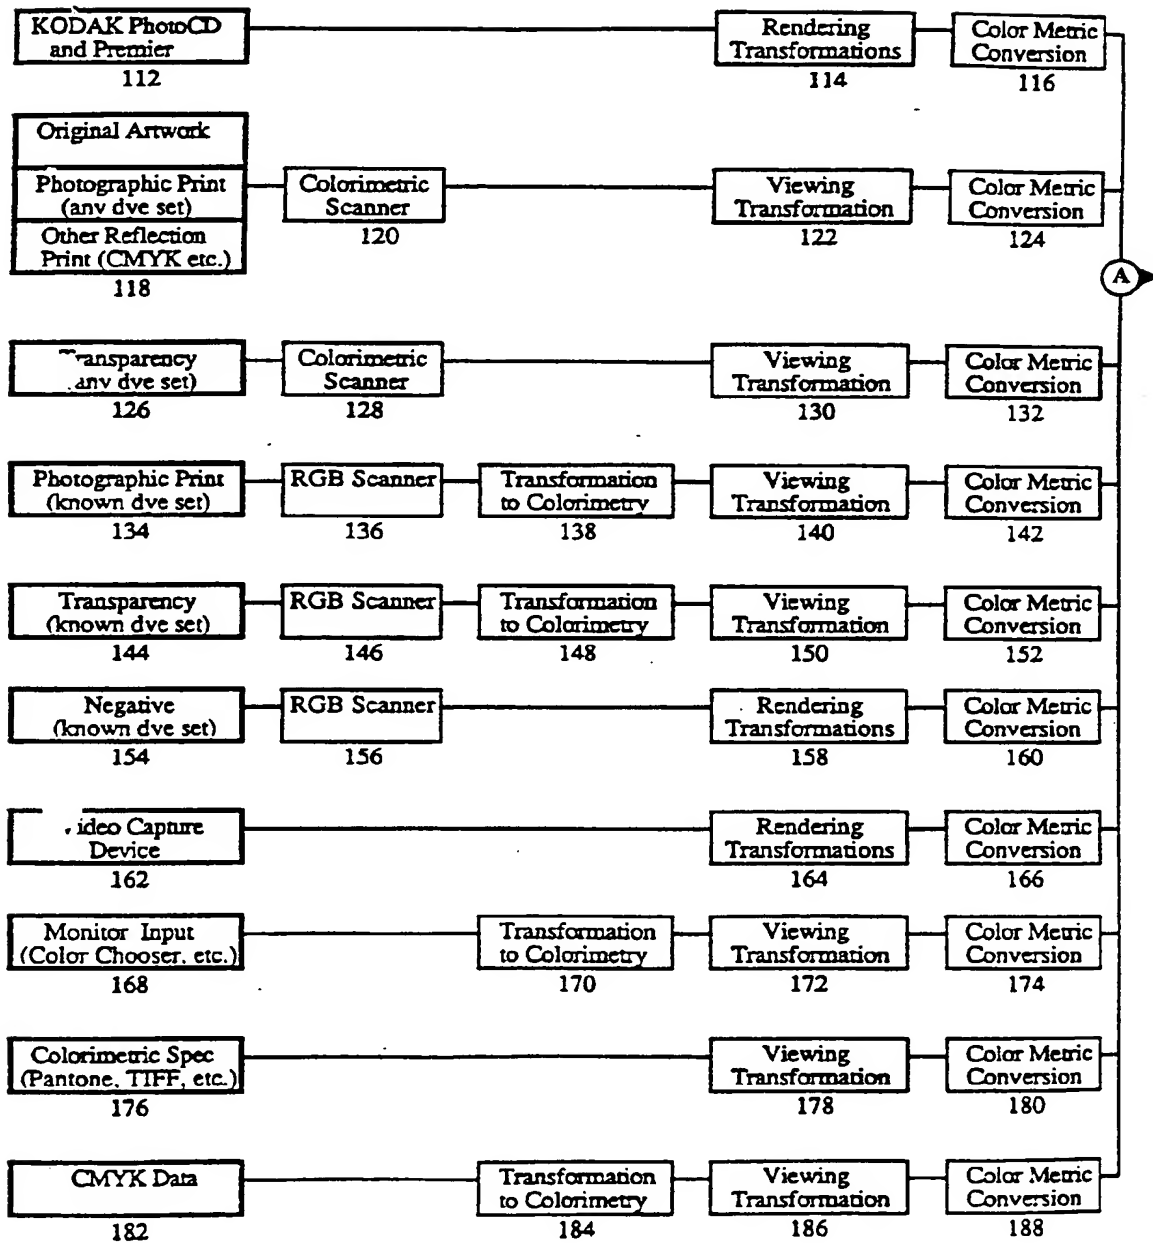 KODAK PhotoCD
and Premier
112
Rendering
Transformations
114
Color Metric
Conversion
116
Original Artwork
Photographic Print
(any dye set)
Other Reflection
Print (CMYK etc.)
118
Colorimetric
Scanner
120
Viewing
Transformation
122
Color Metric
Conversion
124
A
Transparency
(any dye set)
126
Colorimetric
Scanner
128
Viewing
Transformation
130
Color Metric
Conversion
132
Photographic Print
(known dye set)
134
RGB Scanner
136
Transformation
to Colorimetry
138
Viewing
Transformation
140
Color Metric
Conversion
142
Transparency
(known dye set)
144
RGB Scanner
146
Transformation
to Colorimetry
148
Viewing
Transformation
150
Color Metric
Conversion
152
Negative
(known dye set)
154
RGB Scanner
156
Rendering
Transformations
158
Color Metric
Conversion
160
Video Capture
Device
162
Rendering
Transformations
164
Color Metric
Conversion
166
Monitor Input
(Color Chooser, etc.)
168
Transformation
to Colorimetry
170
Viewing
Transformation
172
Color Metric
Conversion
174
Colorimetric Spec
(Pantone, TIFF, etc.)
176
Viewing
Transformation
178
Color Metric
Conversion
180
CMYK Data
182
Transformation
to Colorimetry
184
Viewing
Transformation
186
Color Metric
Conversion
188